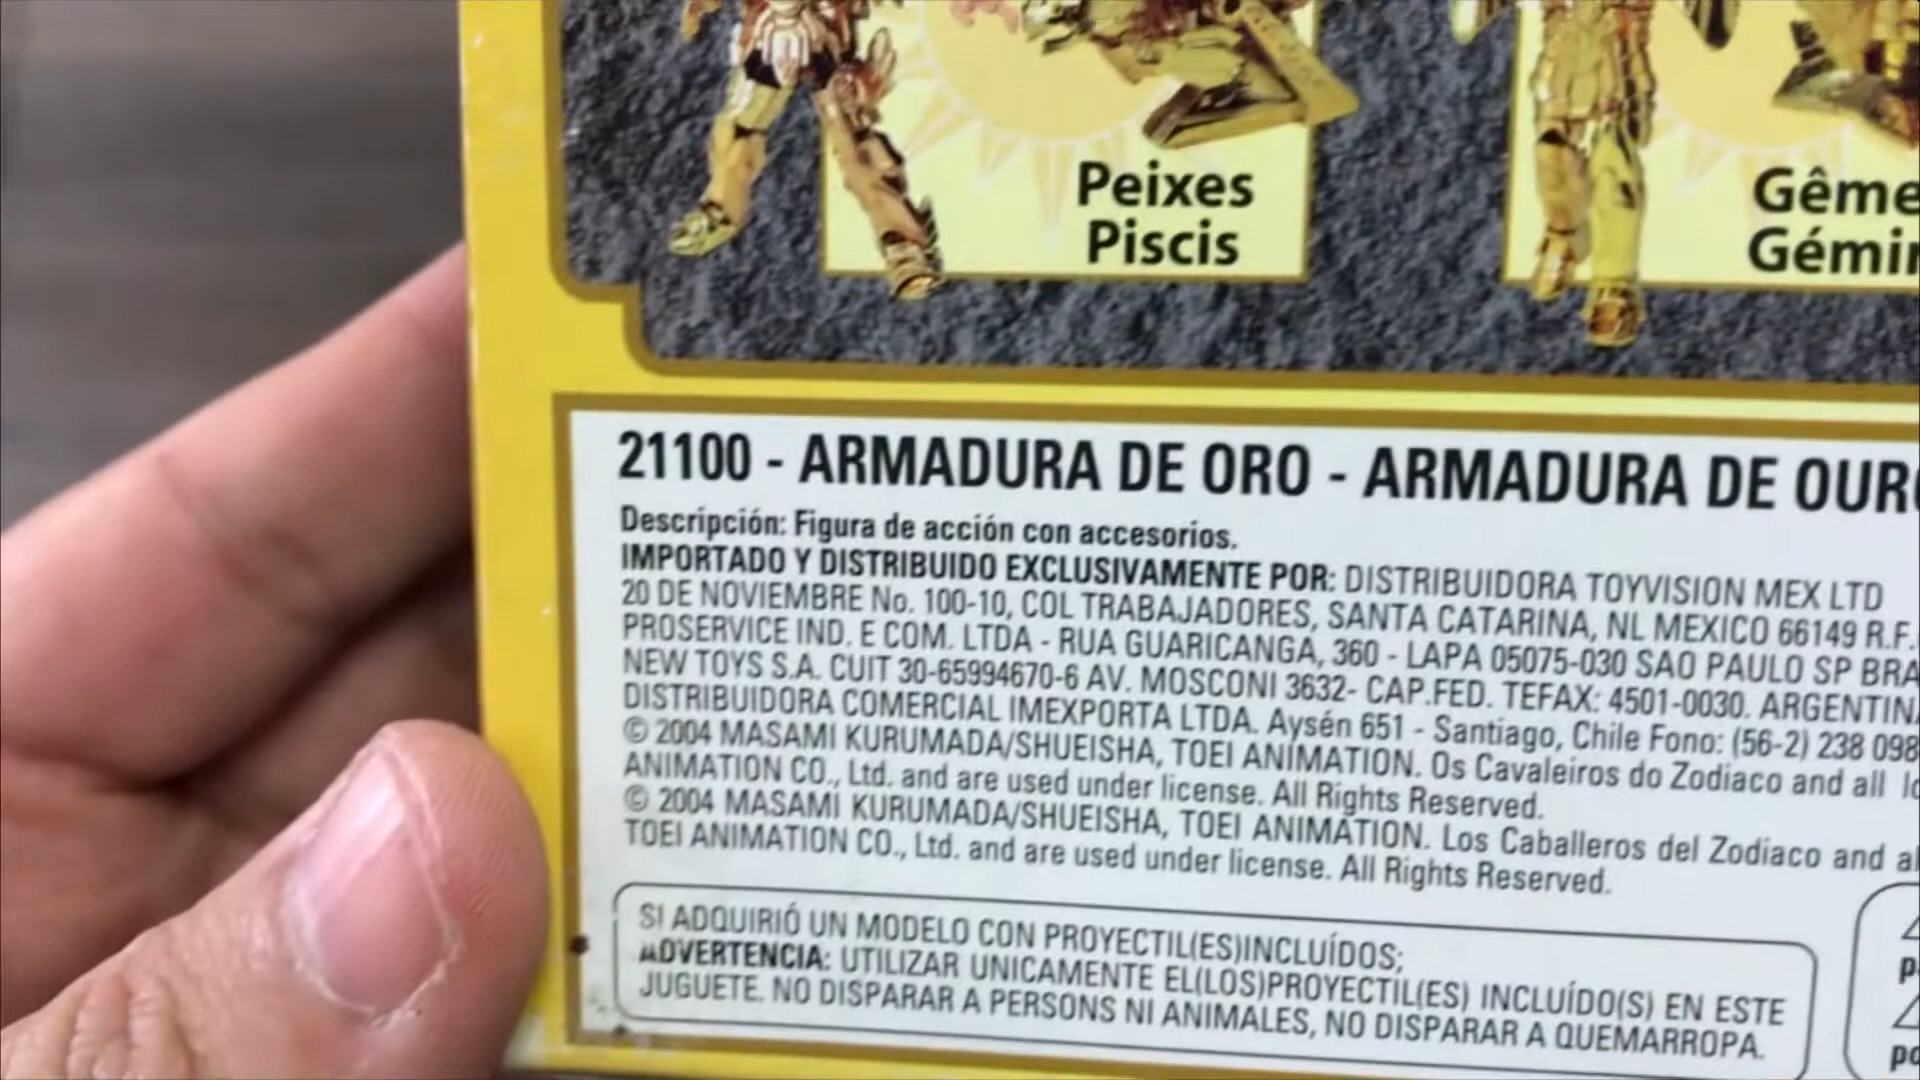 Peixes
Piscis
Gême
Gémi
21100 - ARMADURA DE ORO - ARMADURA DE OUR
Descripción: Figura de acción con accesorios.
IMPORTADO Y DISTRIBUIDO EXCLUSIVAMENTE POR: DISTRIBUIDORA TOYVISION MEX LTD
20 DE NOVIEMBRE No. 100-10, COL TRABAJADORES, SANTA CATARINA, NL MEXICO 66149 R.F.
PROSERVICE IND. E COM. LTDA - RUA GUARICANGA, 360 - LAPA 05075-030 SAO PAULO SP BRA
NEW TOYS S.A. CUIT 30-65994670-6 AV. MOSCONI 3632- CAP.FED. TEFAX: 4501-0030. ARGENTIN
DISTRIBUIDORA COMERCIAL IMEXPORTA LTDA. Aysén 651 - Santiago, Chile Fono: (56-2) 238 098
© 2004 MASAMI KURUMADA/SHUEISHA, TOEI ANIMATION. Os Cavaleiros do Zodiaco and all lo
ANIMATION CO., Ltd. and are used under license. All Rights Reserved.
© 2004 MASAMI KURUMADA/SHUEISHA, TOEI ANIMATION. Los Caballeros del Zodiaco and al
TOEI ANIMATION CO., Ltd. and are used under license. All Rights Reserved.
SI ADQUIRIÓ UN MODELO CON PROYECTIL(ES)INCLUÍDOS;
ADVERTENCIA: UTILIZAR UNICAMENTE EL(LOS)PROYECTIL(ES) INCLUÍDO(S) EN ESTE
JUGUETE. NO DISPARAR A PERSONS NI ANIMALES, NO DISPARAR A QUEMARROPA.